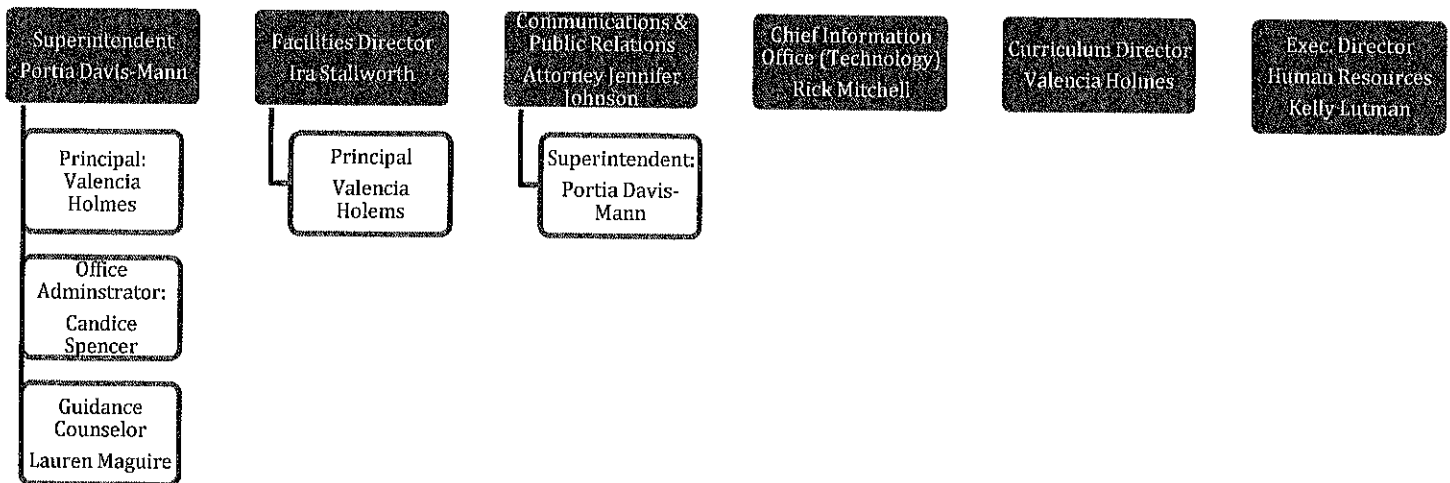 Superintendent
Portia Davis-Mann
Principal:
Valencia
Holmes
Office
Adminstrator:
Candice
Spencer
Guidance
Counselor
Lauren Maguire
Facilities Director
Ira Stallworth
Principal
Valencia
Holems
Communications &
Public Relations
Attorney Jennifer
Johnson
Superintendent:
Portia Davis-
Mann
Chief Information
Office (Technology)
Rick Mitchell
Curriculum Director
Valencia Holmes
Exec. Director
Human Resources
Kelly Lutman